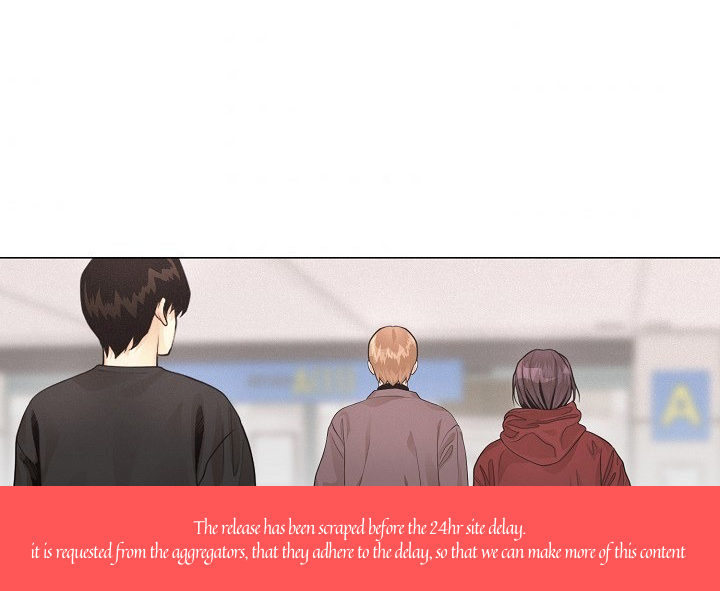 A
The release has been scraped before the 24hr site delay.
it is requested from the aggregators, that they adhere to the delay, so that we can make more of this content